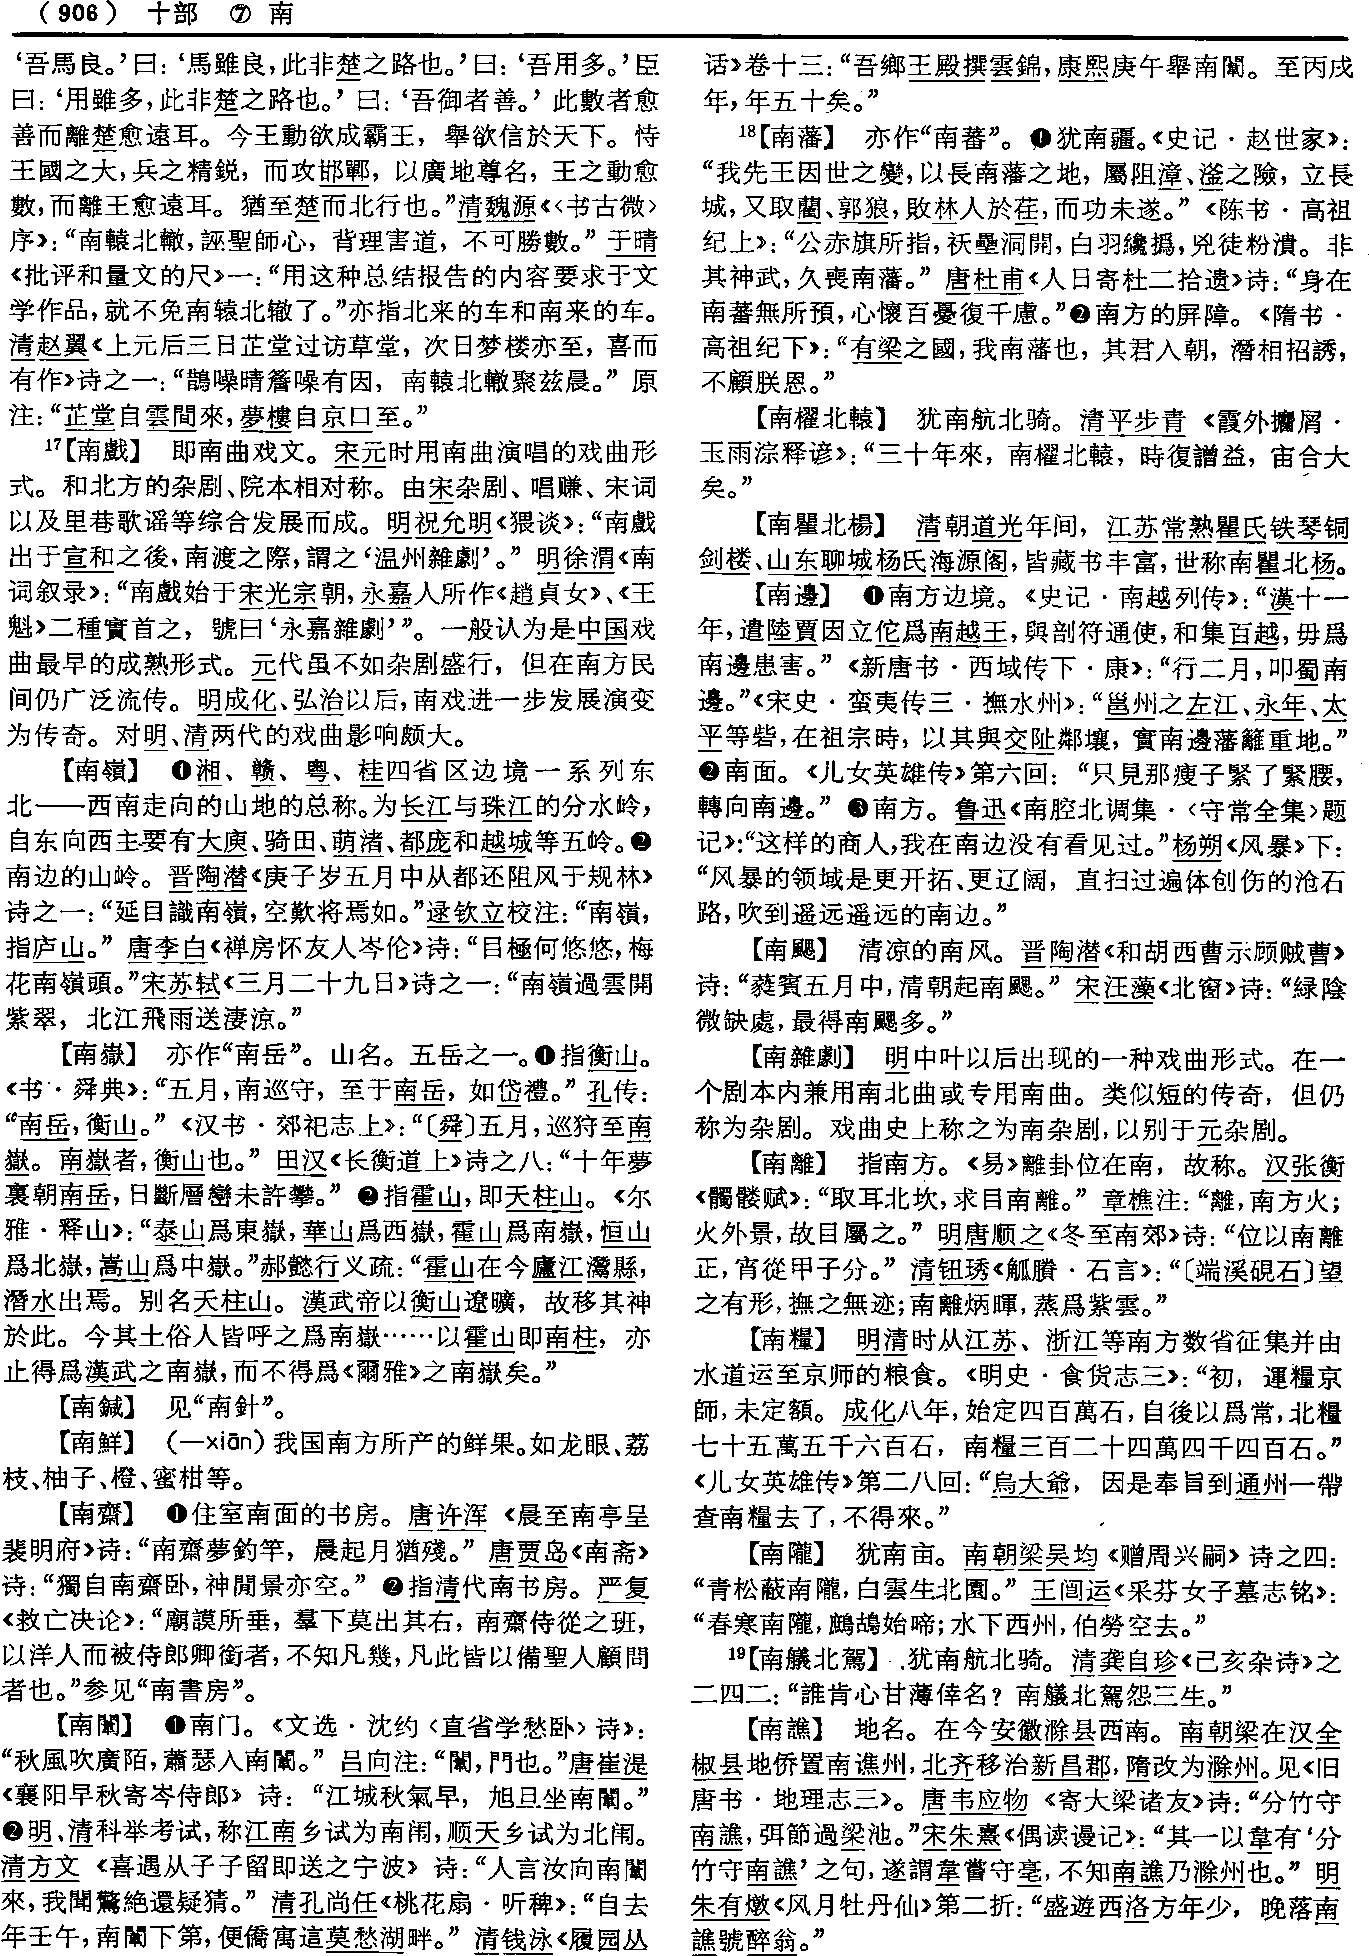 （906） 十部 ⑦ 南
‘吾馬良。’曰：‘馬雖良，此非楚之路也。’曰：‘吾用多。’臣
曰：‘用雖多，此非楚之路也。’曰：‘吾御者善。’此數者愈
善而離楚愈遠耳。今王動欲成霸王，舉欲信於天下。恃
王國之大，兵之精鋭，而攻邯鄲，以廣地尊名，王之動愈
數，而離王愈遠耳。猶至楚而北行也。”清魏源《〈书古微〉
序》：“南轅北轍，誣聖師心，背理害道，不可勝數。”于晴
《批评和量文的尺》一：“用这种总结报告的内容要求于文
学作品，就不免南辕北辙了。”亦指北来的车和南来的车。
清赵翼《上元后三日芷堂过访草堂，次日梦楼亦至，喜而
有作》诗之一：“鵲噪晴簷噪有因，南轅北轍聚兹晨。”原
注：“芷堂自雲間來，夢樓自京口至。”
17【南戲】 即南曲戏文。宋元时用南曲演唱的戏曲形
式。和北方的杂剧、院本相对称。由宋杂剧、唱赚、宋词
以及里巷歌谣等综合发展而成。明祝允明《猥谈》：“南戲
出于宣和之後，南渡之際，謂之‘温州雜劇’。”明徐渭《南
词叙录》：“南戲始于宋光宗朝，永嘉人所作《趙貞女》、《王
魁》二種實首之，號曰‘永嘉雜劇’”。一般认为是中国戏
曲最早的成熟形式。元代虽不如杂剧盛行，但在南方民
间仍广泛流传。明成化、弘治以后，南戏进一步发展演变
为传奇。对明、清两代的戏曲影响颇大。
【南嶺】 ❶湘、赣、粤、桂四省区边境一系列东
北——西南走向的山地的总称。为长江与珠江的分水岭，
自东向西主要有大庾、骑田、萌渚、都庞和越城等五岭。❷
南边的山岭。晋陶潜《庚子岁五月中从都还阻风于规林》
诗之一：“延目識南嶺，空歎将焉如。”逯钦立校注：“南嶺，
指庐山。”唐李白《禅房怀友人岑伦》诗：“目極何悠悠，梅
花南嶺頭。”宋苏轼《三月二十九日》诗之一：“南嶺過雲開
紫翠，北江飛雨送淒涼。”
【南嶽】 亦作“南岳”。山名。五岳之一。❶指衡山。
《书·舜典》：“五月，南巡守，至于南岳，如岱禮。”孔传：
“南岳，衡山。”《汉书·郊祀志上》：“〔舜〕五月，巡狩至南
嶽。南嶽者，衡山也。”田汉《长衡道上》诗之八：“十年夢
裏朝南岳，日斷層巒未許攀。”❷指霍山，即天柱山。《尔
雅·释山》：“泰山爲東嶽，華山爲西嶽，霍山爲南嶽，恒山
爲北嶽，嵩山爲中嶽。”郝懿行义疏：“霍山在今廬江灊縣，
潛水出焉。别名天柱山。漢武帝以衡山遼曠，故移其神
於此。今其土俗人皆呼之爲南嶽……以霍山即南柱，亦
止得爲漢武之南嶽，而不得爲《爾雅》之南嶽矣。”
【南鍼】 见“南針”。
【南鮮】 （—xiān）我国南方所产的鲜果。如龙眼、荔
枝、柚子、橙、蜜柑等。
【南齋】 ❶住室南面的书房。唐许浑《晨至南亭呈
裴明府》诗：“南齋夢釣竿，晨起月猶殘。”唐贾岛《南斋》
诗：“獨自南齋卧，神閒景亦空。”❷指清代南书房。严复
《救亡决论》：“廟謨所垂，羣下莫出其右，南齋侍從之班，
以洋人而被侍郎卿銜者，不知凡幾，凡此皆以備聖人顧問
者也。”参见“南書房”。
【南闈】 ❶南门。《文选·沈约〈直省学愁卧〉诗》：
“秋風吹廣陌，蕭瑟入南闈。”吕向注：“闈，門也。”唐崔湜
《襄阳早秋寄岑侍郎》诗：“江城秋氣早，旭旦坐南闈。”
❷明、清科举考试，称江南乡试为南闱，顺天乡试为北闱。
清方文《喜遇从子子留即送之宁波》诗：“人言汝向南闈
來，我聞驚絶還疑猜。”清孔尚任《桃花扇·听稗》：“自去
年壬午，南闈下第，便僑寓這莫愁湖畔。”清钱泳《履园丛
话》卷十三：“吾鄉王殿撰雲錦，康熙庚午舉南闈。至丙戌
年，年五十矣。”
18【南藩】 亦作“南蕃”。❶犹南疆。《史记·赵世家》：
“我先王因世之變，以長南藩之地，屬阻漳、滏之險，立長
城，又取藺、郭狼，敗林人於荏，而功未遂。”《陈书·高祖
纪上》：“公赤旗所指，祅壘洞開，白羽纔撝，兇徒粉潰。非
其神武，久喪南藩。”唐杜甫《人日寄杜二拾遗》诗：“身在
南蕃無所預，心懷百憂復千慮。”❷南方的屏障。《隋书·
高祖纪下》：“有梁之國，我南藩也，其君入朝，潛相招誘，
不顧朕恩。”
【南櫂北轅】 犹南航北骑。清平步青《霞外攟屑·
玉雨淙释谚》：“三十年來，南櫂北轅，時復譄益，宙合大
矣。”
【南瞿北楊】 清朝道光年间，江苏常熟瞿氏铁琴铜
剑楼、山东聊城杨氏海源阁，皆藏书丰富，世称南瞿北杨。
【南邊】 ❶南方边境。《史记·南越列传》：“漢十一
年，遣陸賈因立佗爲南越王，與剖符通使，和集百越，毋爲
南邊患害。”《新唐书·西域传下·康》：“行二月，叩蜀南
邊。”《宋史·蛮夷传三·撫水州》：“邕州之左江、永年、太
平等砦，在祖宗時，以其與交阯鄰壤，實南邊藩籬重地。”
❷南面。《儿女英雄传》第六回：“只見那瘦子緊了緊腰，
轉向南邊。”❸南方。鲁迅《南腔北调集·〈守常全集〉题
记》：“这样的商人，我在南边没有看见过。”杨朔《风暴》下：
“风暴的领域是更开拓、更辽阔，直扫过遍体创伤的沧石
路，吹到遥远遥远的南边。”
【南颸】 清凉的南风。晋陶潜《和胡西曹示顾贼曹》
诗：“蕤賓五月中，清朝起南颸。”宋汪藻《北窗》诗：“緑陰
微缺處，最得南颸多。”
【南雜劇】 明中叶以后出现的一种戏曲形式。在一
个剧本内兼用南北曲或专用南曲。类似短的传奇，但仍
称为杂剧。戏曲史上称之为南杂剧，以别于元杂剧。
【南離】 指南方。《易》離卦位在南，故称。汉张衡
《髑髅赋》：“取耳北坎，求目南離。”章樵注：“離，南方火；
火外景，故目屬之。”明唐顺之《冬至南郊》诗：“位以南離
正，宵從甲子分。”清钮琇《觚賸·石言》：“〔端溪硯石〕望
之有形，撫之無迹；南離炳暉，蒸爲紫雲。”
【南糧】 明清时从江苏、浙江等南方数省征集并由
水道运至京师的粮食。《明史·食货志三》：“初，運糧京
師，未定額。成化八年，始定四百萬石，自後以爲常，北糧
七十五萬五千六百石，南糧三百二十四萬四千四百石。”
《儿女英雄传》第二八回：“烏大爺，因是奉旨到通州一帶
查南糧去了，不得來。”
【南隴】 犹南亩。南朝梁吴均《赠周兴嗣》诗之四：
“青松蔽南隴，白雲生北園。”王闿运《采芬女子墓志铭》：
“春寒南隴，鷓鴣始啼；水下西州，伯勞空去。”
19【南艤北駕】 犹南航北骑。清龚自珍《己亥杂诗》之
二四二：“誰肯心甘薄倖名？南艤北駕怨三生。”
【南譙】 地名。在今安徽滁县西南。南朝梁在汉全
椒县地侨置南谯州，北齐移治新昌郡，隋改为滁州。见《旧
唐书·地理志三》。唐韦应物《寄大梁诸友》诗：“分竹守
南譙，弭節過梁池。”宋朱熹《偶读谩记》：“其一以韋有‘分
竹守南譙’之句，遂謂韋嘗守亳，不知南譙乃滁州也。”明
朱有燉《风月牡丹仙》第二折：“盛遊西洛方年少，晚落南
譙號醉翁。”